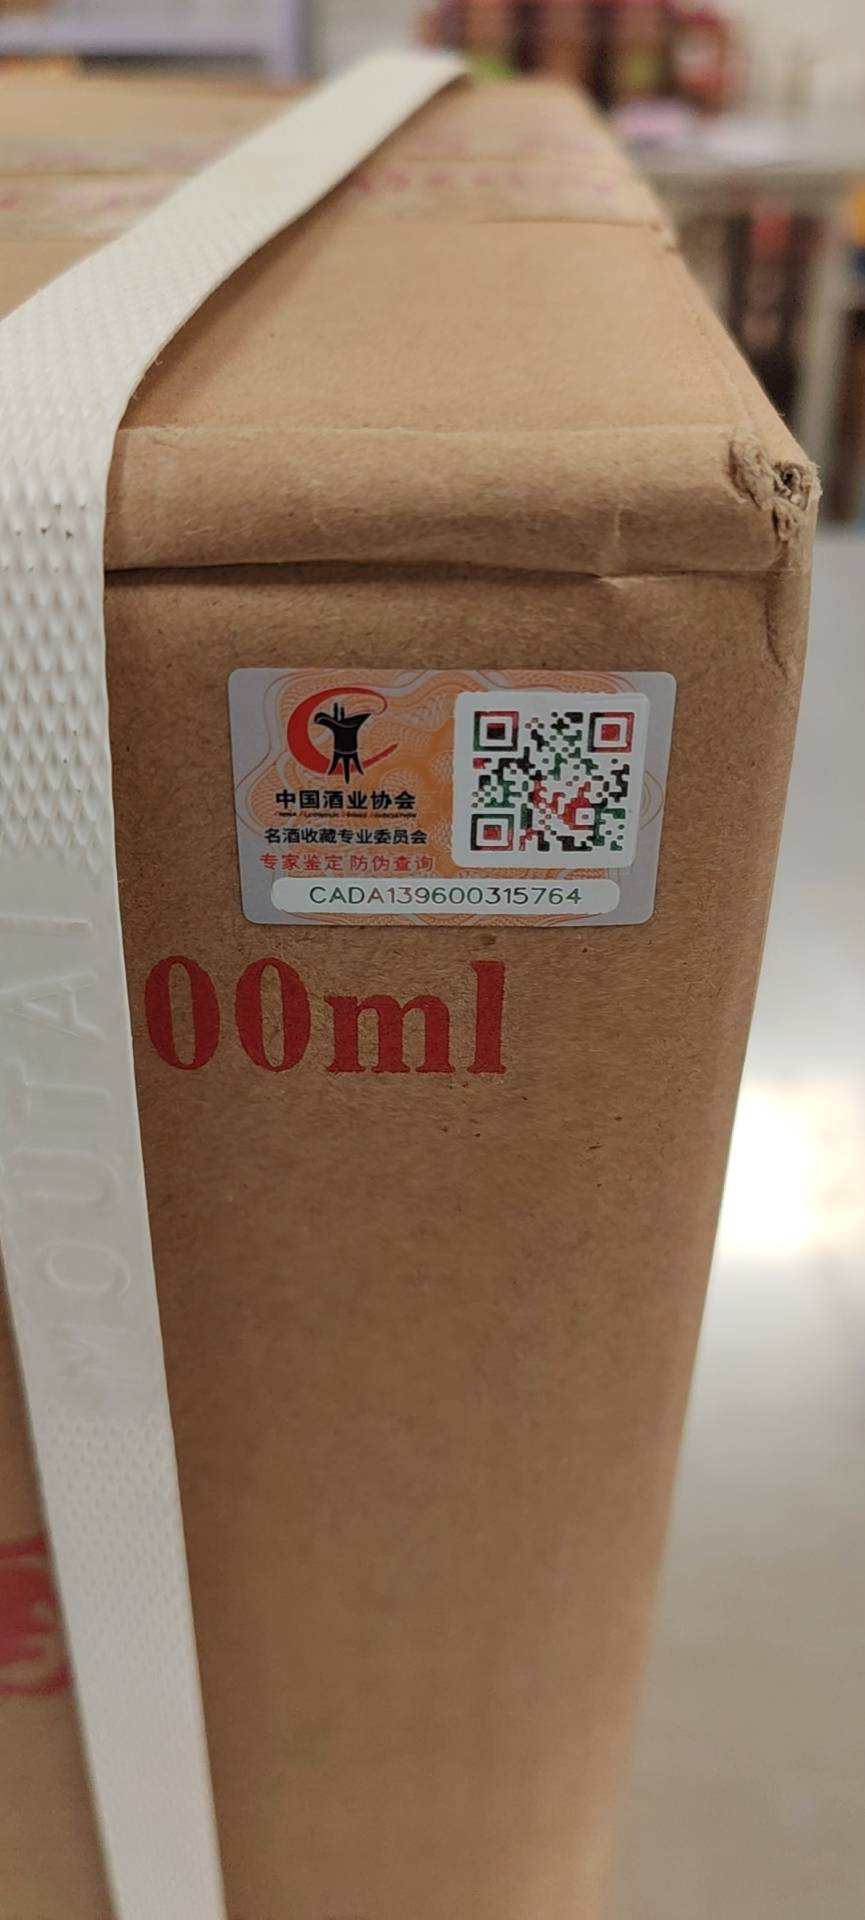 中国酒业协会
名酒收藏专业委员会
专家鉴定 防伪查询
CADA139600315764
00ml
MOUTAI